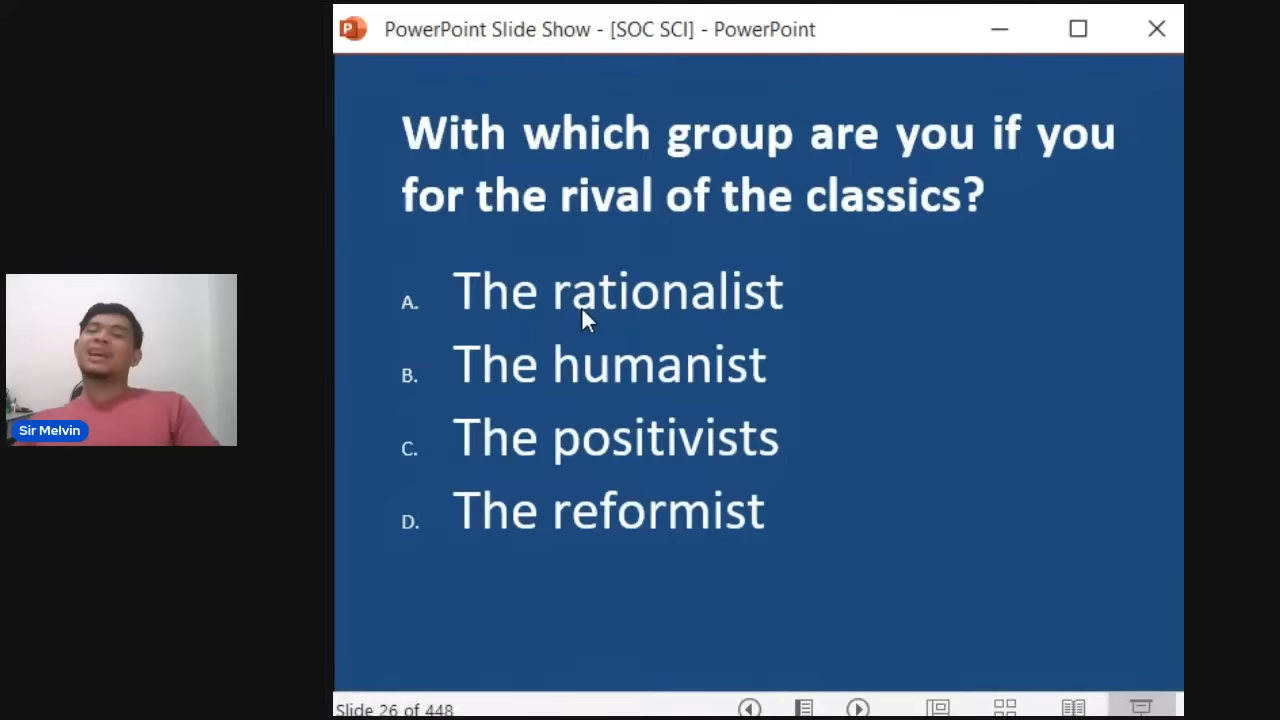 PowerPoint Slide Show - [SOC SCI] - PowerPoint
With which group are you if you
for the rival of the classics?
A. The rationalist
B. The humanist
C. The positivists
D. The reformist
Sir Melvin
Slide 26 of 448